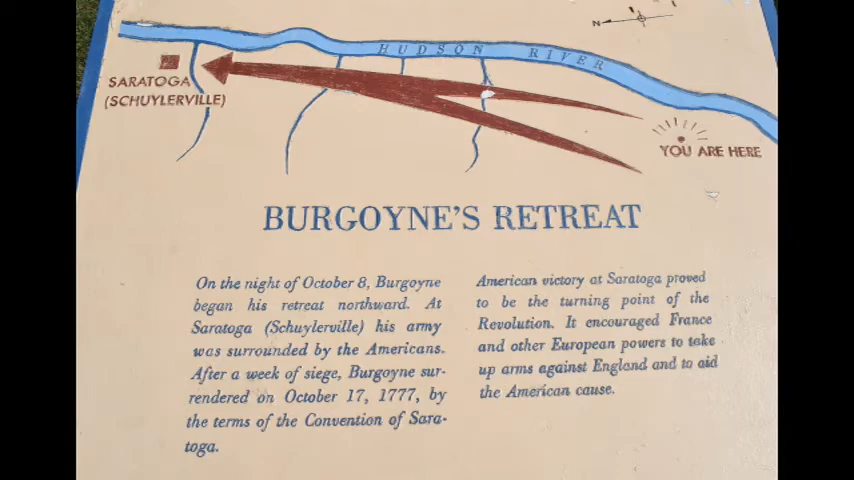 N
HUDSON RIVER
SARATOGA
(SCHUYLERVILLE)
YOU ARE HERE
BURGOYNE'S RETREAT
On the night of October 8, Burgoyne
began his retreat northward. At
Saratoga (Schuylerville) his army
was surrounded by the Americans.
After a week of siege, Burgoyne sur-
rendered on October 17, 1777, by
the terms of the Convention of Sara-
toga.
American victory at Saratoga proved
to be the turning point of the
Revolution. It encouraged France
and other European powers to take
up arms against England and to aid
the American cause.